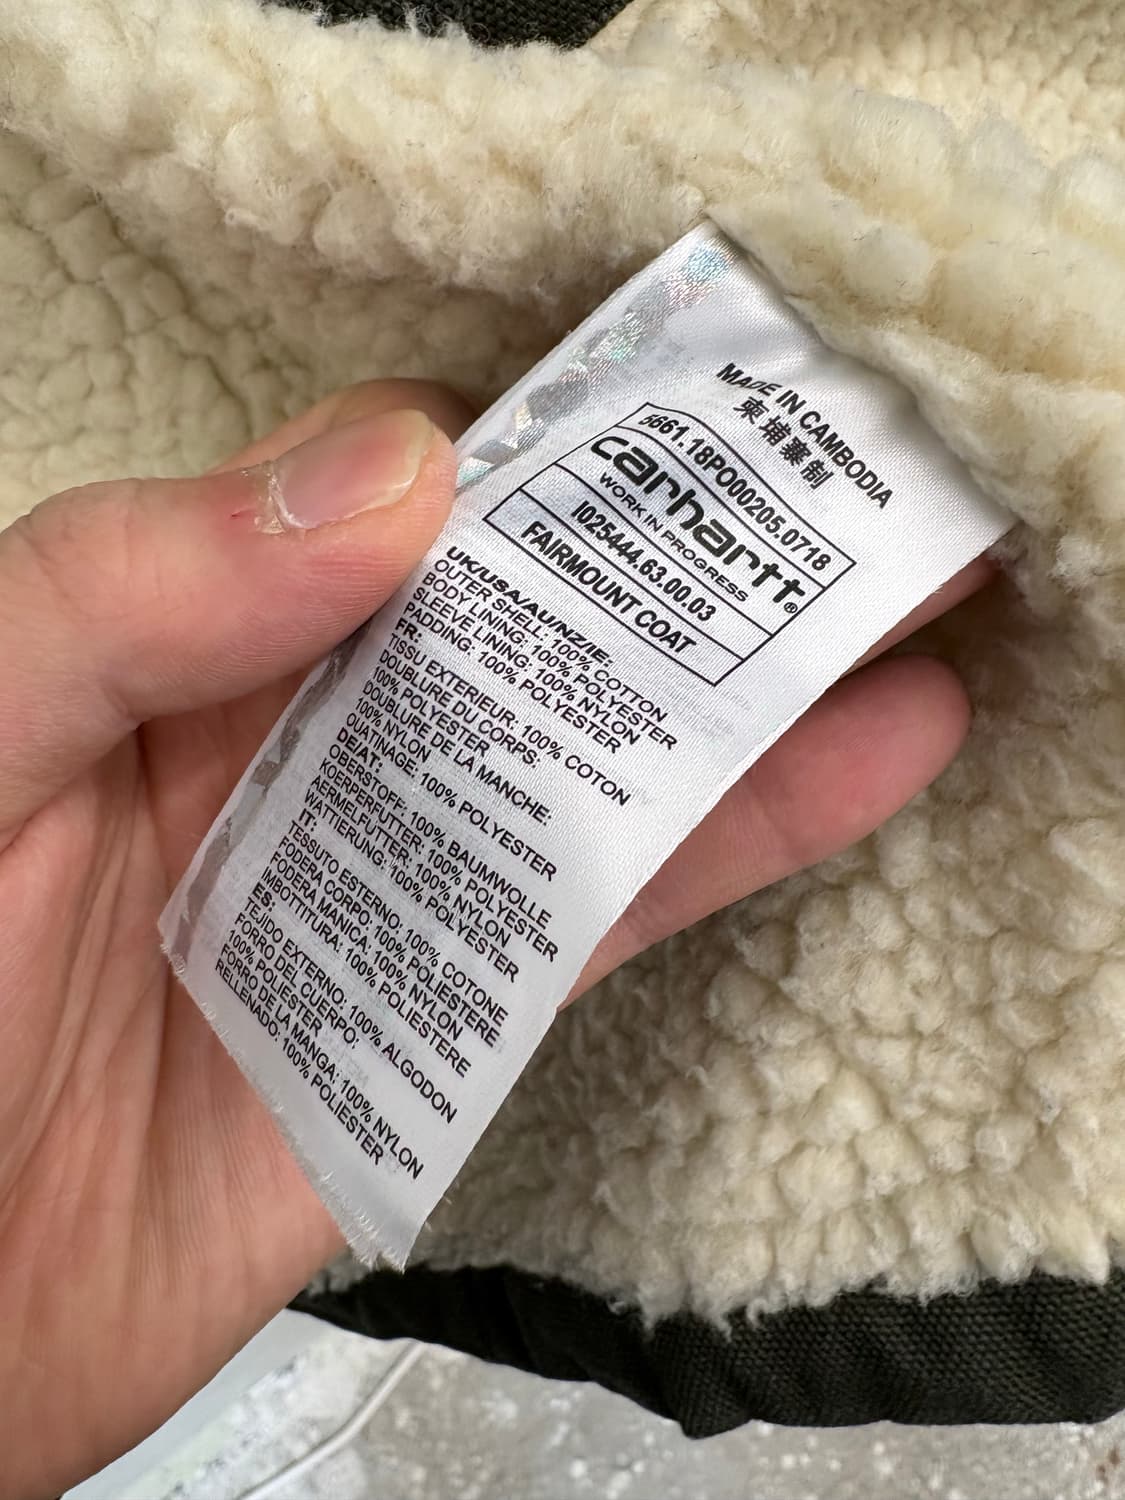 MADE IN CAMBODIA
柬埔寨制
5661.18PO00205.0718
carhartt®
WORK IN PROGRESS
I025444.63.00.03
FAIRMOUNT COAT
UK/USA/AU/NZ/IE:
OUTER SHELL: 100% COTTON
BODY LINING: 100% POLYESTER
SLEEVE LINING: 100% NYLON
PADDING: 100% POLYESTER
FR:
TISSU EXTERIEUR: 100% COTON
DOUBLURE DU CORPS:
100% POLYESTER
DOUBLURE DE LA MANCHE:
100% NYLON
OUATINAGE: 100% POLYESTER
DE/AT:
OBERSTOFF: 100% BAUMWOLLE
KOERPERFUTTER: 100% POLYESTER
AERMELFUTTER: 100% NYLON
WATTIERUNG: 100% POLYESTER
IT:
TESSUTO ESTERNO: 100% COTONE
FODERA CORPO: 100% POLIESTERE
FODERA MANICA: 100% NYLON
IMBOTTITURA: 100% POLIESTERE
ES:
TEJIDO EXTERNO: 100% ALGODON
FORRO DEL CUERPO:
100% POLIESTER
FORRO DE LA MANGA: 100% NYLON
RELLENADO: 100% POLIESTER